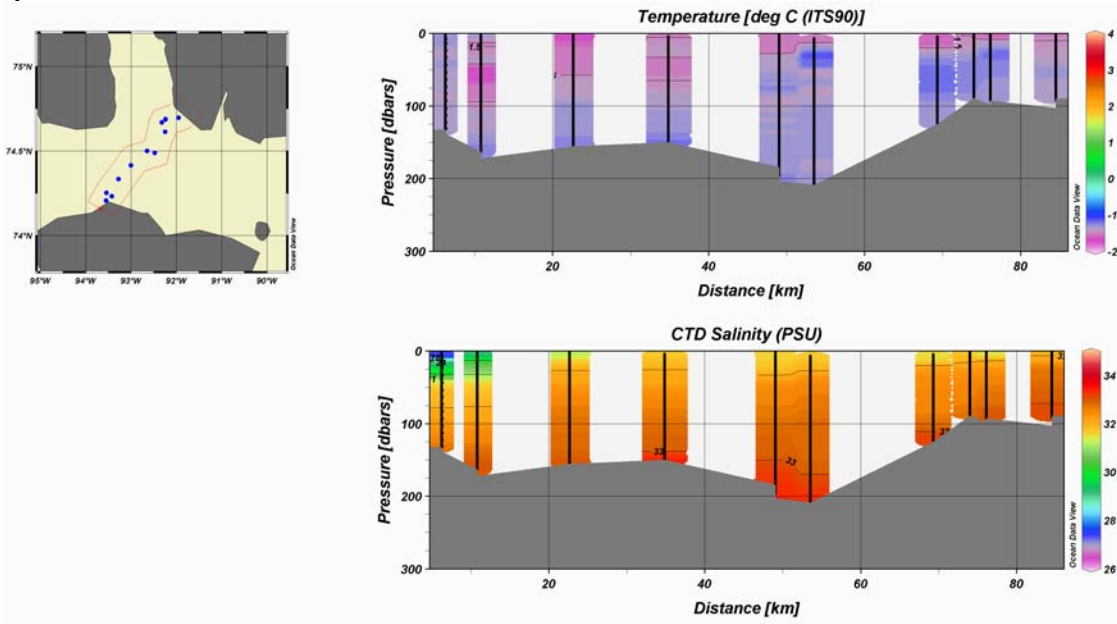 75°N
74.5°N
74°N
95°W 94°W 93°W 92°W 91°W 90°W
Ocean Data View
Temperature [deg C (ITS90)]
Pressure [dbars]
0
100
200
300
1.5
20 40 60 80
Distance [km]
Ocean Data View
4
3
2
1
0
-1
-2
CTD Salinity (PSU)
Pressure [dbars]
0
100
200
300
33
33
20 40 60 80
Distance [km]
Ocean Data View
34
32
30
28
26